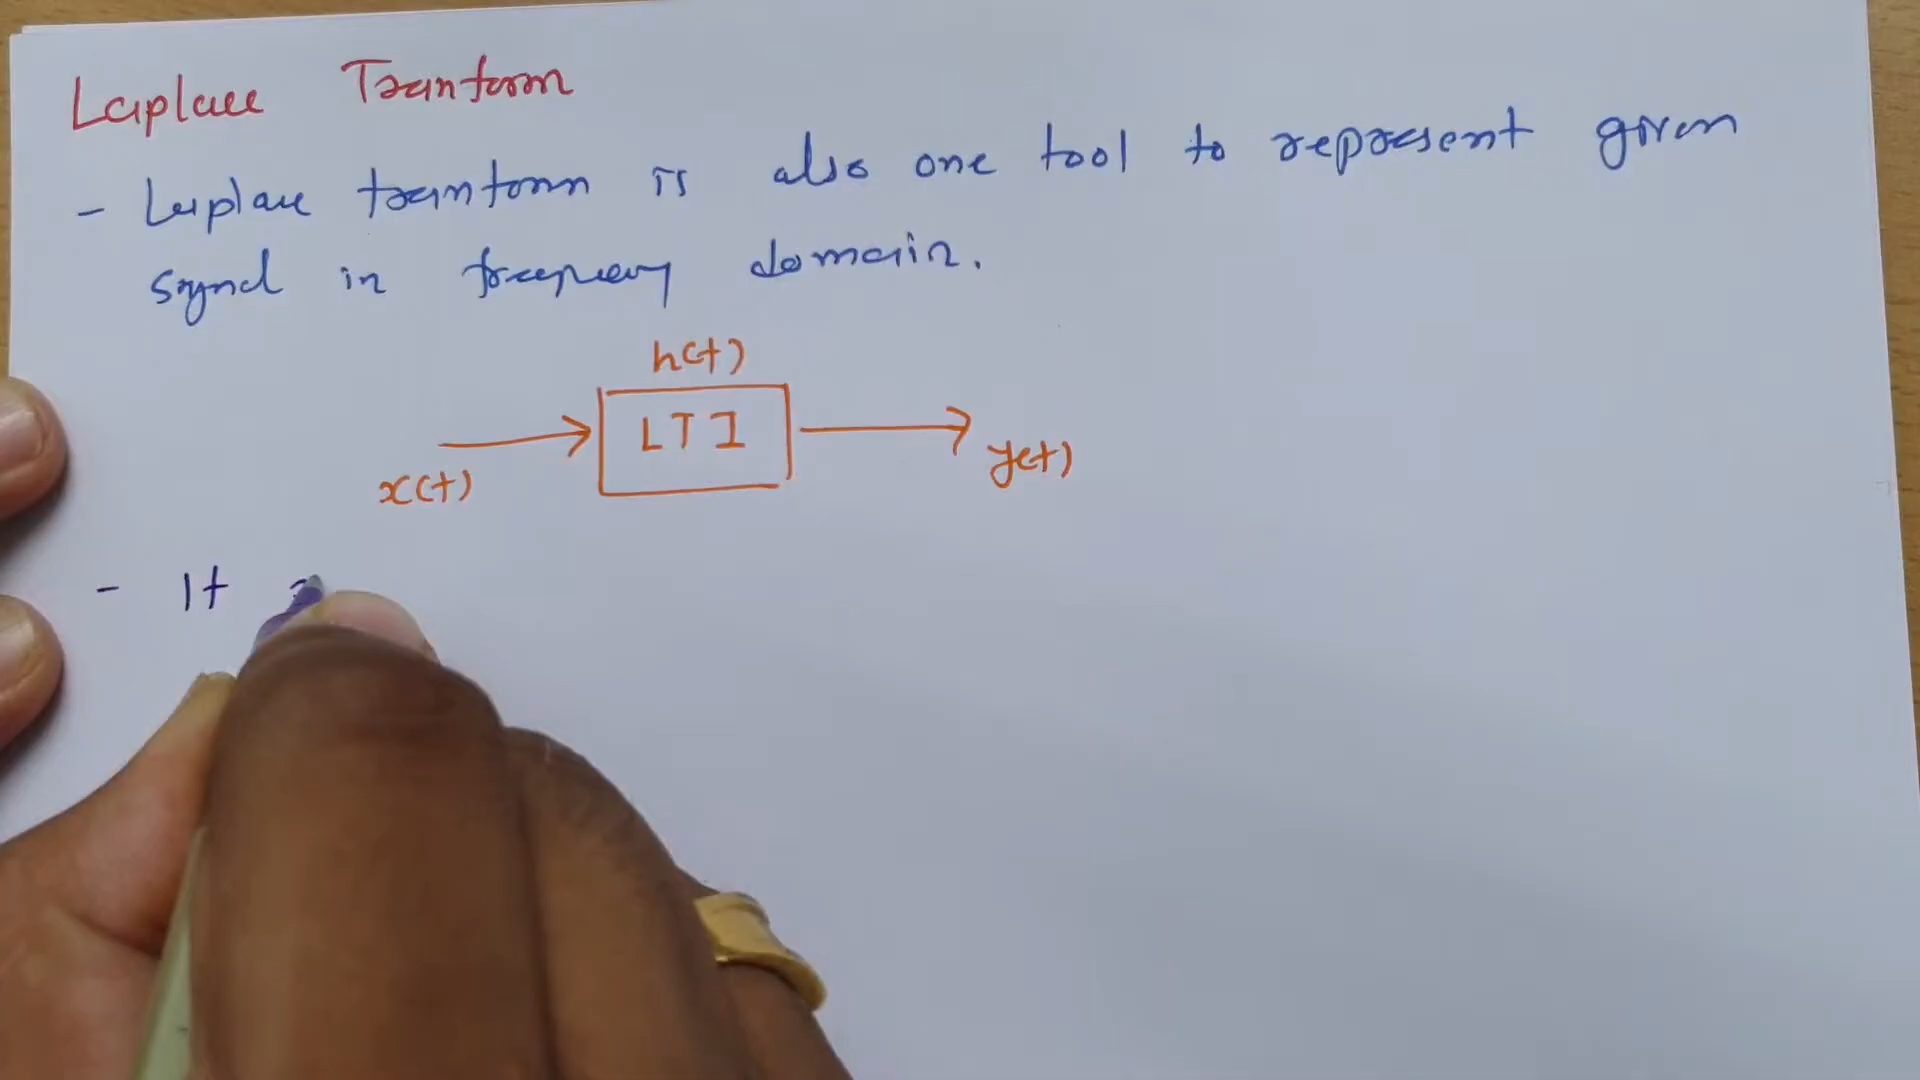 Laplace Transform
- Laplace transform is also one tool to represent given
signal in frequency domain.
h(t)
LTI
x(t)
y(t)
- It